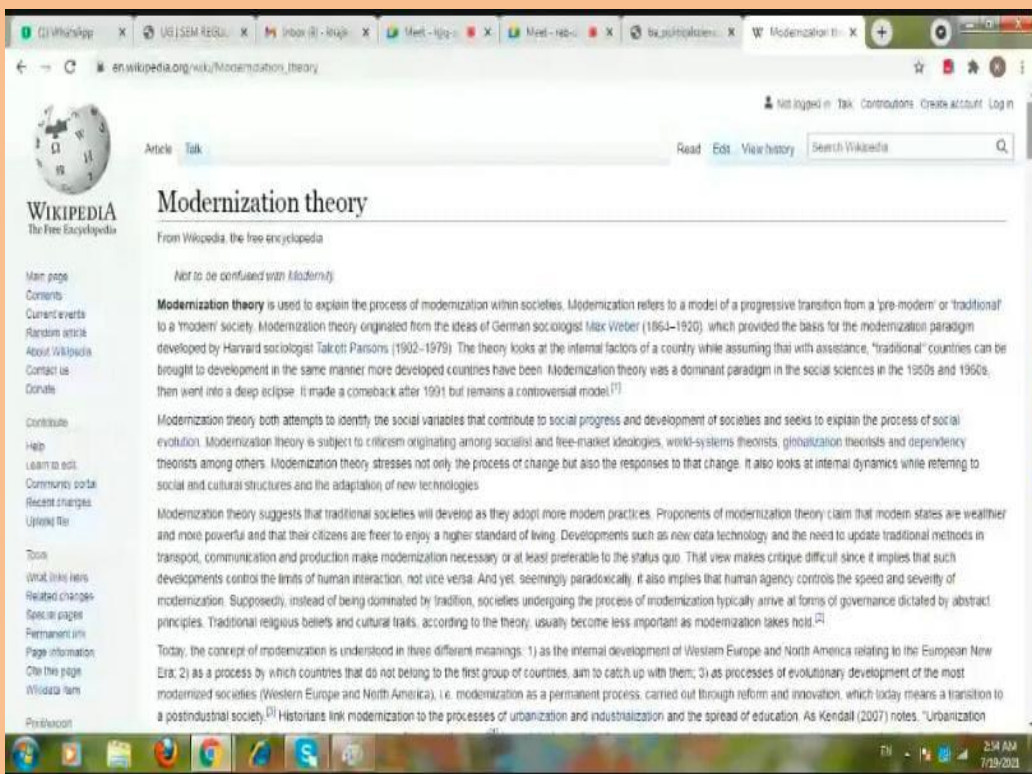 (2) WhatsApp
UG I SEM REGU...
Meet -
Meet -
Modernization th
en.wikipedia.org/wiki/Modernization_theory
Not logged in Talk Contributions Create account Log in
Article Talk
Read Edit View history Search Wikipedia
WIKIPEDIA
The Free Encyclopedia
Main page
Contents
Current events
Random article
About Wikipedia
Contact us
Donate
Contribute
Help
Learn to edit
Community portal
Recent changes
Upload file
Tools
What links here
Related changes
Special pages
Permanent link
Page information
Cite this page
Wikidata item
Print/export
Modernization theory
From Wikipedia, the free encyclopedia
Not to be confused with Modernity.
Modernization theory is used to explain the process of modernization within societies. Modernization refers to a model of a progressive transition from a 'pre-modern' or 'traditional'
to a 'modern' society. Modernization theory originated from the ideas of German sociologist Max Weber (1864–1920), which provided the basis for the modernization paradigm
developed by Harvard sociologist Talcott Parsons (1902–1979). The theory looks at the internal factors of a country while assuming that with assistance, "traditional" countries can be
brought to development in the same manner more developed countries have been. Modernization theory was a dominant paradigm in the social sciences in the 1950s and 1960s,
then went into a deep eclipse. It made a comeback after 1991 but remains a controversial model.[1]
Modernization theory both attempts to identify the social variables that contribute to social progress and development of societies and seeks to explain the process of social
evolution. Modernization theory is subject to criticism originating among socialist and free-market ideologies, world-systems theorists, globalization theorists and dependency
theorists among others. Modernization theory stresses not only the process of change but also the responses to that change. It also looks at internal dynamics while referring to
social and cultural structures and the adaptation of new technologies.
Modernization theory suggests that traditional societies will develop as they adopt more modern practices. Proponents of modernization theory claim that modern states are wealthier
and more powerful and that their citizens are freer to enjoy a higher standard of living. Developments such as new data technology and the need to update traditional methods in
transport, communication and production make modernization necessary or at least preferable to the status quo. That view makes critique difficult since it implies that such
developments control the limits of human interaction, not vice versa. And yet, seemingly paradoxically, it also implies that human agency controls the speed and severity of
modernization. Supposedly, instead of being dominated by tradition, societies undergoing the process of modernization typically arrive at forms of governance dictated by abstract
principles. Traditional religious beliefs and cultural traits, according to the theory, usually become less important as modernization takes hold.[2]
Today, the concept of modernization is understood in three different meanings: 1) as the internal development of Western Europe and North America relating to the European New
Era; 2) as a process by which countries that do not belong to the first group of countries, aim to catch up with them; 3) as processes of evolutionary development of the most
modernized societies (Western Europe and North America), i.e. modernization as a permanent process, carried out through reform and innovation, which today means a transition to
a postindustrial society.[3] Historians link modernization to the processes of urbanization and industrialization and the spread of education. As Kendall (2007) notes, "Urbanization
EN
2:54 AM
7/19/2021